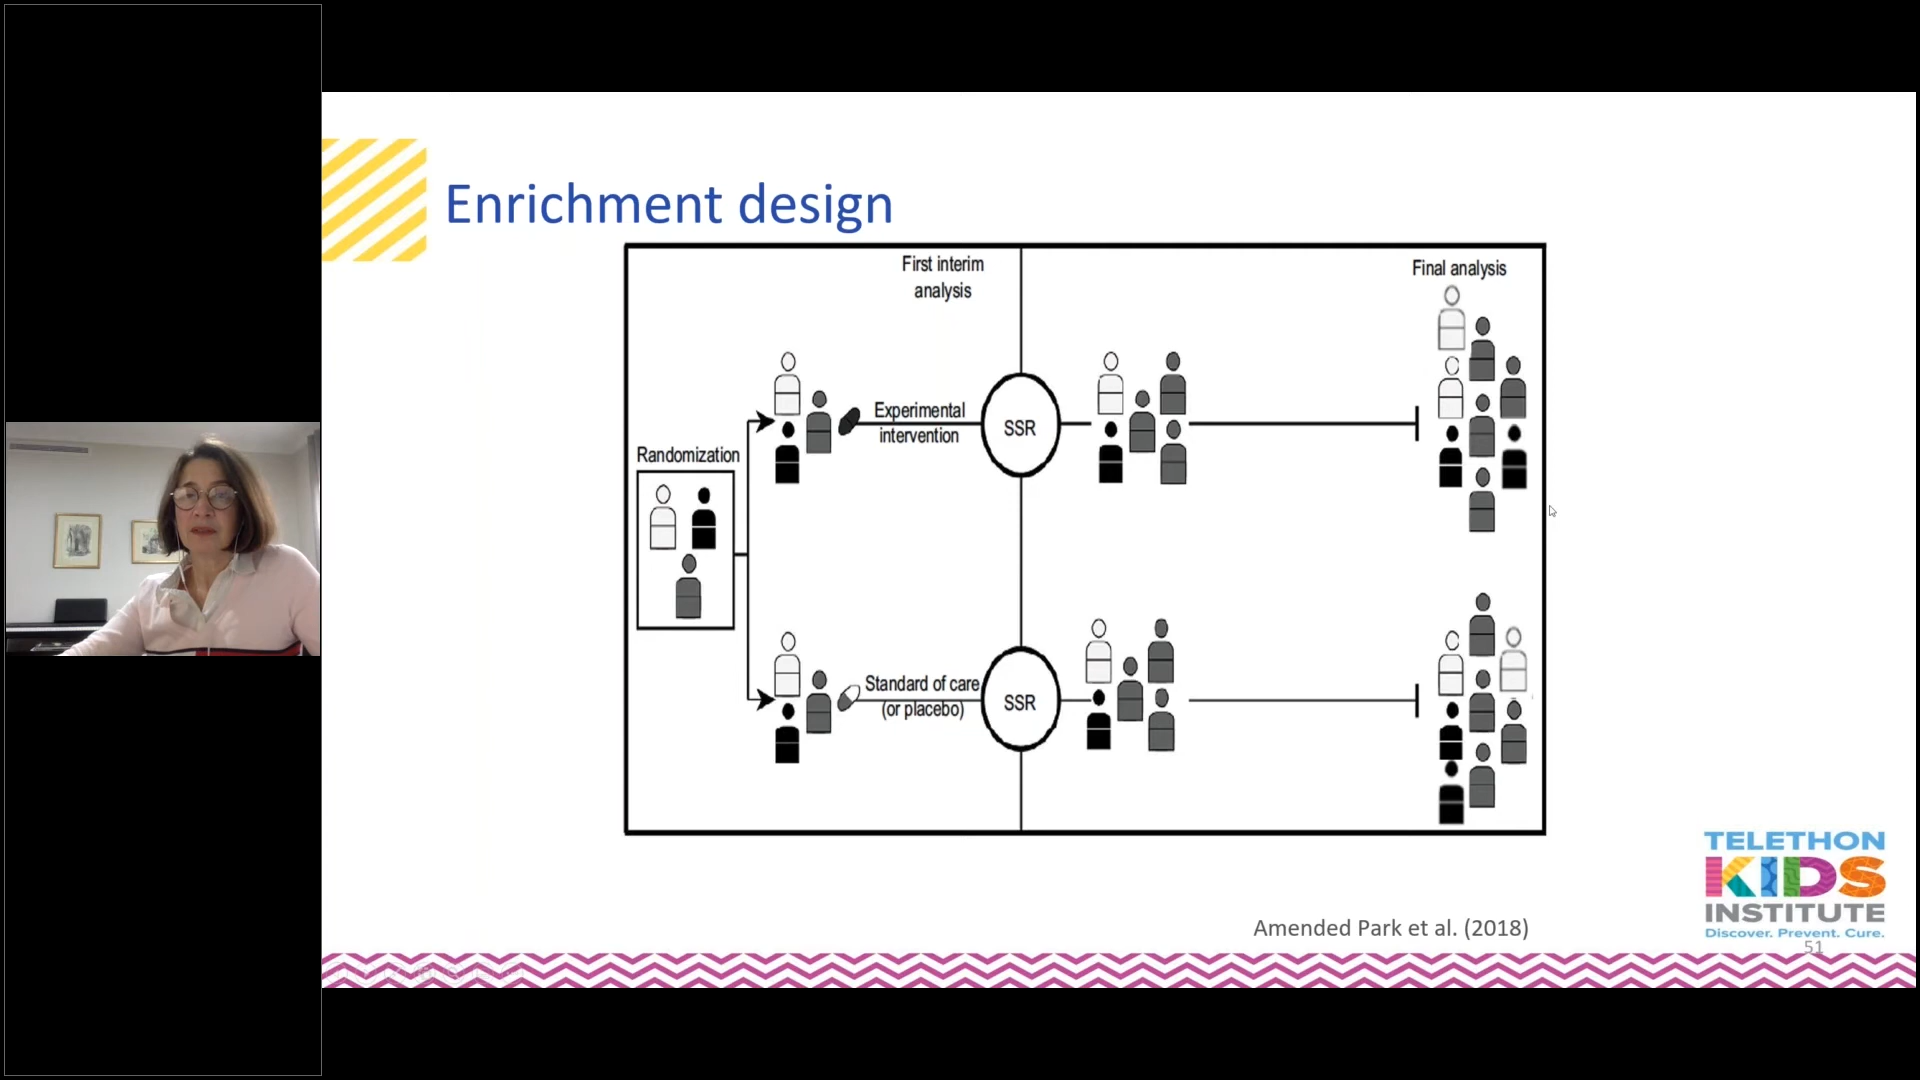 Enrichment design
First interim
analysis
Final analysis
Experimental
intervention
SSR
Randomization
Standard of care
(or placebo)
SSR
Amended Park et al. (2018)
TELETHON
KIDS
INSTITUTE
Discover. Prevent. Cure.
51